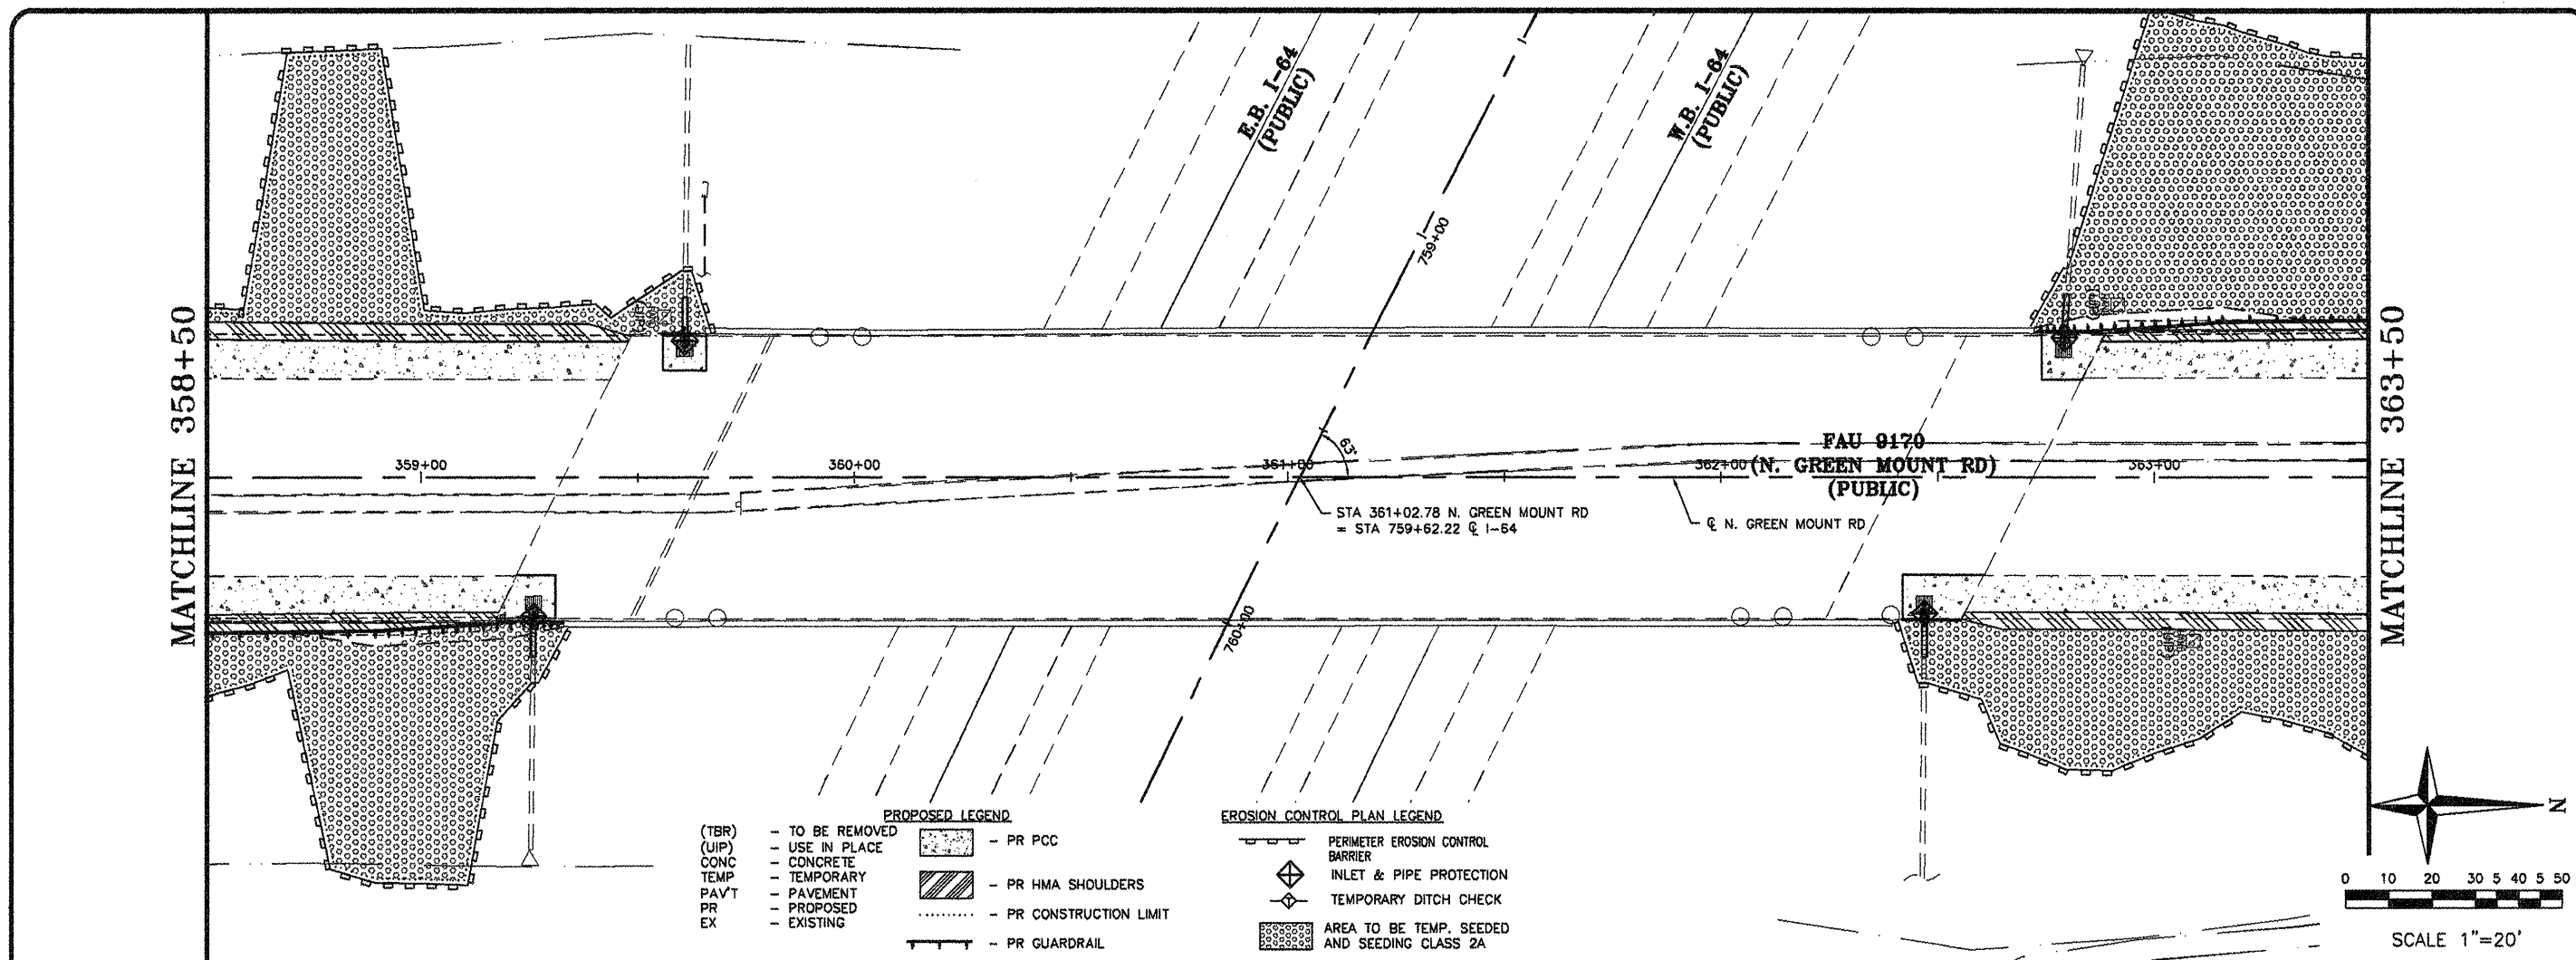 E.B. I-64
(PUBLIC)
W.B. I-64
(PUBLIC)
759+00
MATCHLINE 358+50
MATCHLINE 363+50
359+00
360+00
361+00
362+00
363+00
63°
FAU 9170
(N. GREEN MOUNT RD)
(PUBLIC)
STA 361+02.78 N. GREEN MOUNT RD
= STA 759+62.22 ℄ I-64
℄ N. GREEN MOUNT RD
760+00
(TBR) - TO BE REMOVED
(UIP) - USE IN PLACE
CONC - CONCRETE
TEMP - TEMPORARY
PAV'T - PAVEMENT
PR - PROPOSED
EX - EXISTING
PROPOSED LEGEND
- PR PCC
- PR HMA SHOULDERS
- PR CONSTRUCTION LIMIT
- PR GUARDRAIL
EROSION CONTROL PLAN LEGEND
PERIMETER EROSION CONTROL
BARRIER
INLET & PIPE PROTECTION
TEMPORARY DITCH CHECK
AREA TO BE TEMP. SEEDED
AND SEEDING CLASS 2A
N
0 10 20 30 5 40 5 50
SCALE 1"=20'